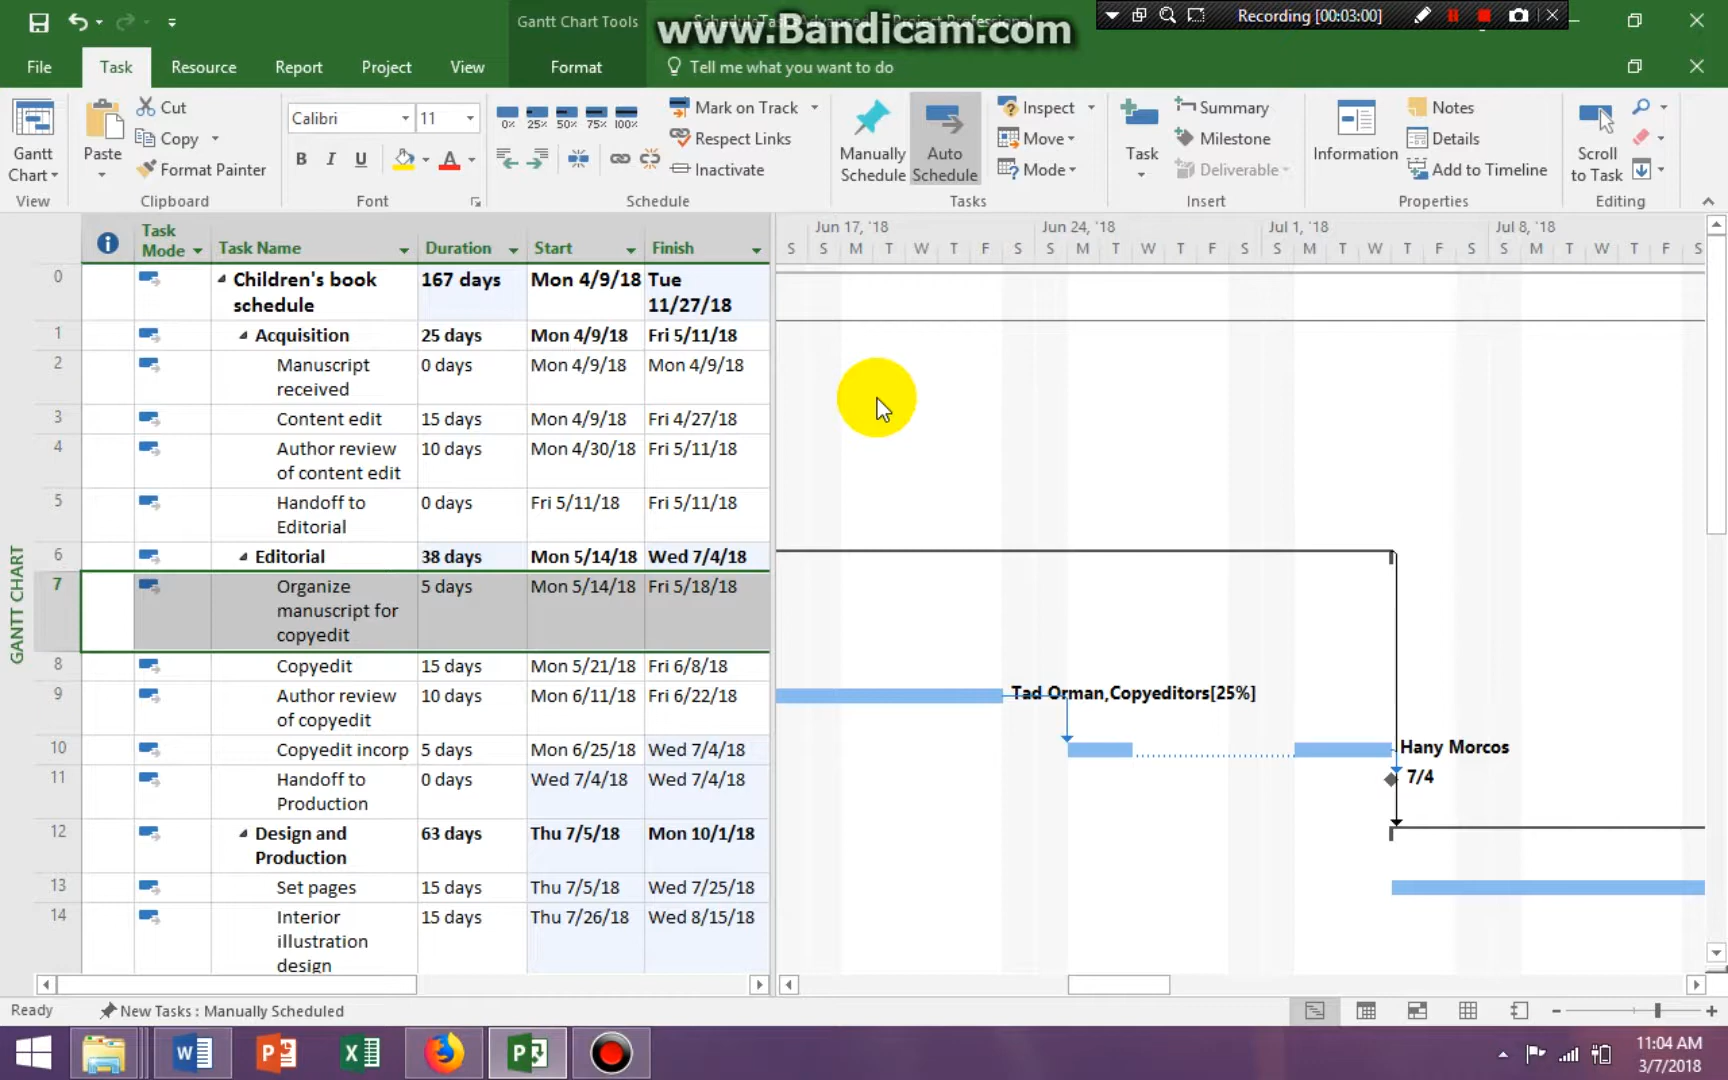 Gantt Chart Tools
www.Bandicam.com
Recording [00:03:00]
File
Task
Resource
Report
Project
View
Format
Tell me what you want to do
Gantt
Chart
View
Paste
Cut
Copy
Format Painter
Clipboard
Calibri
11
B I U
A
Font
0% 25% 50% 75% 100%
Mark on Track
Respect Links
Inactivate
Schedule
Manually
Schedule
Auto
Schedule
Inspect
Move
Mode
Tasks
Task
Summary
Milestone
Deliverable
Insert
Information
Notes
Details
Add to Timeline
Properties
Scroll
to Task
Editing
GANTT CHART
Task
Mode
Task Name
Duration
Start
Finish
Jun 17, '18
Jun 24, '18
Jul 1, '18
Jul 8, '18
S S M T W T F S S M T W T F S S M T W T F S S M T W T F S
0 Children's book 167 days Mon 4/9/18 Tue
schedule 11/27/18
1 Acquisition 25 days Mon 4/9/18 Fri 5/11/18
2 Manuscript 0 days Mon 4/9/18 Mon 4/9/18
received
3 Content edit 15 days Mon 4/9/18 Fri 4/27/18
4 Author review 10 days Mon 4/30/18 Fri 5/11/18
of content edit
5 Handoff to 0 days Fri 5/11/18 Fri 5/11/18
Editorial
6 Editorial 38 days Mon 5/14/18 Wed 7/4/18
7 Organize 5 days Mon 5/14/18 Fri 5/18/18
manuscript for
copyedit
8 Copyedit 15 days Mon 5/21/18 Fri 6/8/18
9 Author review 10 days Mon 6/11/18 Fri 6/22/18
of copyedit
Tad Orman,Copyeditors[25%]
10 Copyedit incorp 5 days Mon 6/25/18 Wed 7/4/18
Hany Morcos
11 Handoff to 0 days Wed 7/4/18 Wed 7/4/18
Production
7/4
12 Design and 63 days Thu 7/5/18 Mon 10/1/18
Production
13 Set pages 15 days Thu 7/5/18 Wed 7/25/18
14 Interior 15 days Thu 7/26/18 Wed 8/15/18
illustration
design
Ready
New Tasks : Manually Scheduled
11:04 AM
3/7/2018